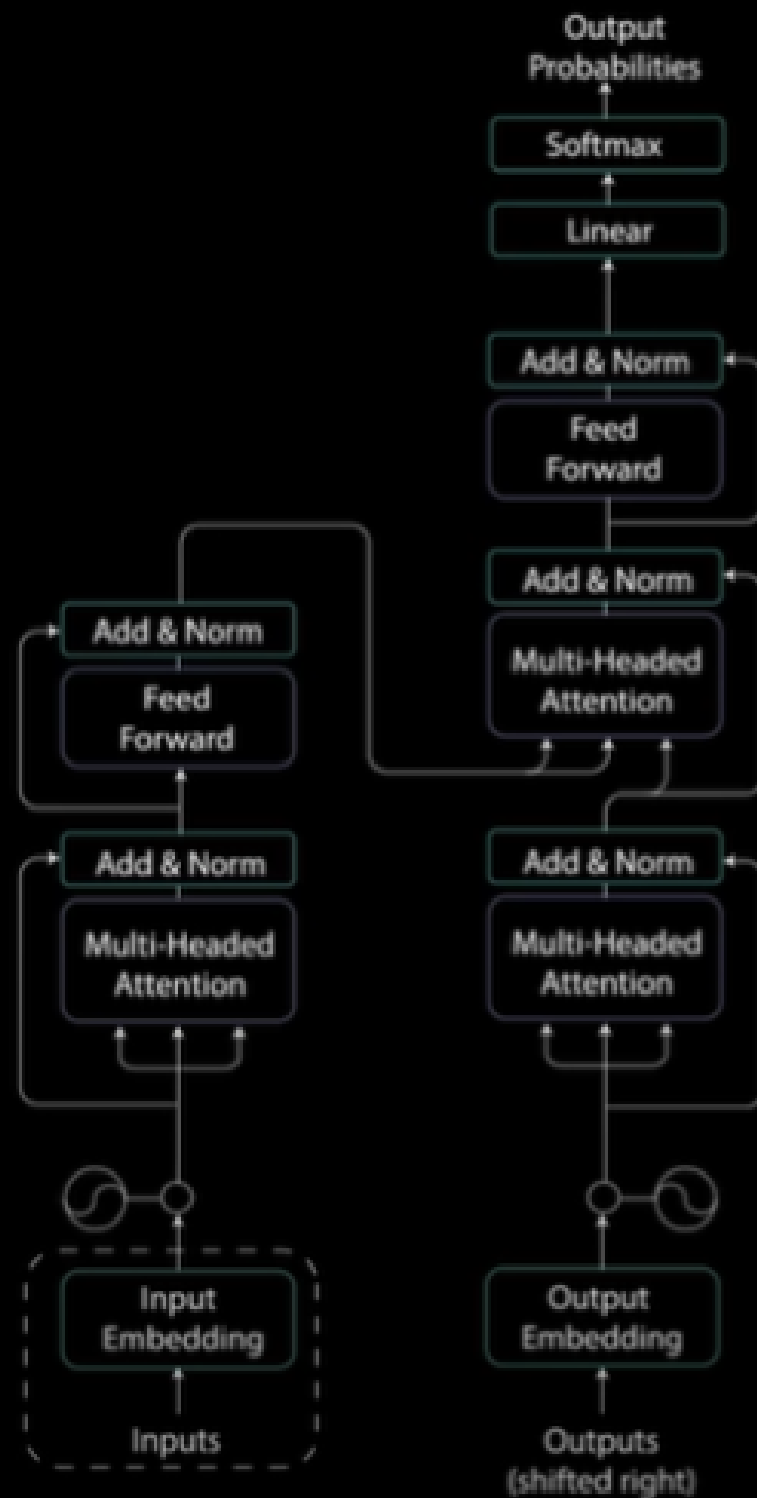 Output
Probabilities
Softmax
Linear
Add & Norm
Feed
Forward
Add & Norm
Multi-Headed
Attention
Add & Norm
Multi-Headed
Attention
Output
Embedding
Outputs
(shifted right)
Add & Norm
Feed
Forward
Add & Norm
Multi-Headed
Attention
Input
Embedding
Inputs